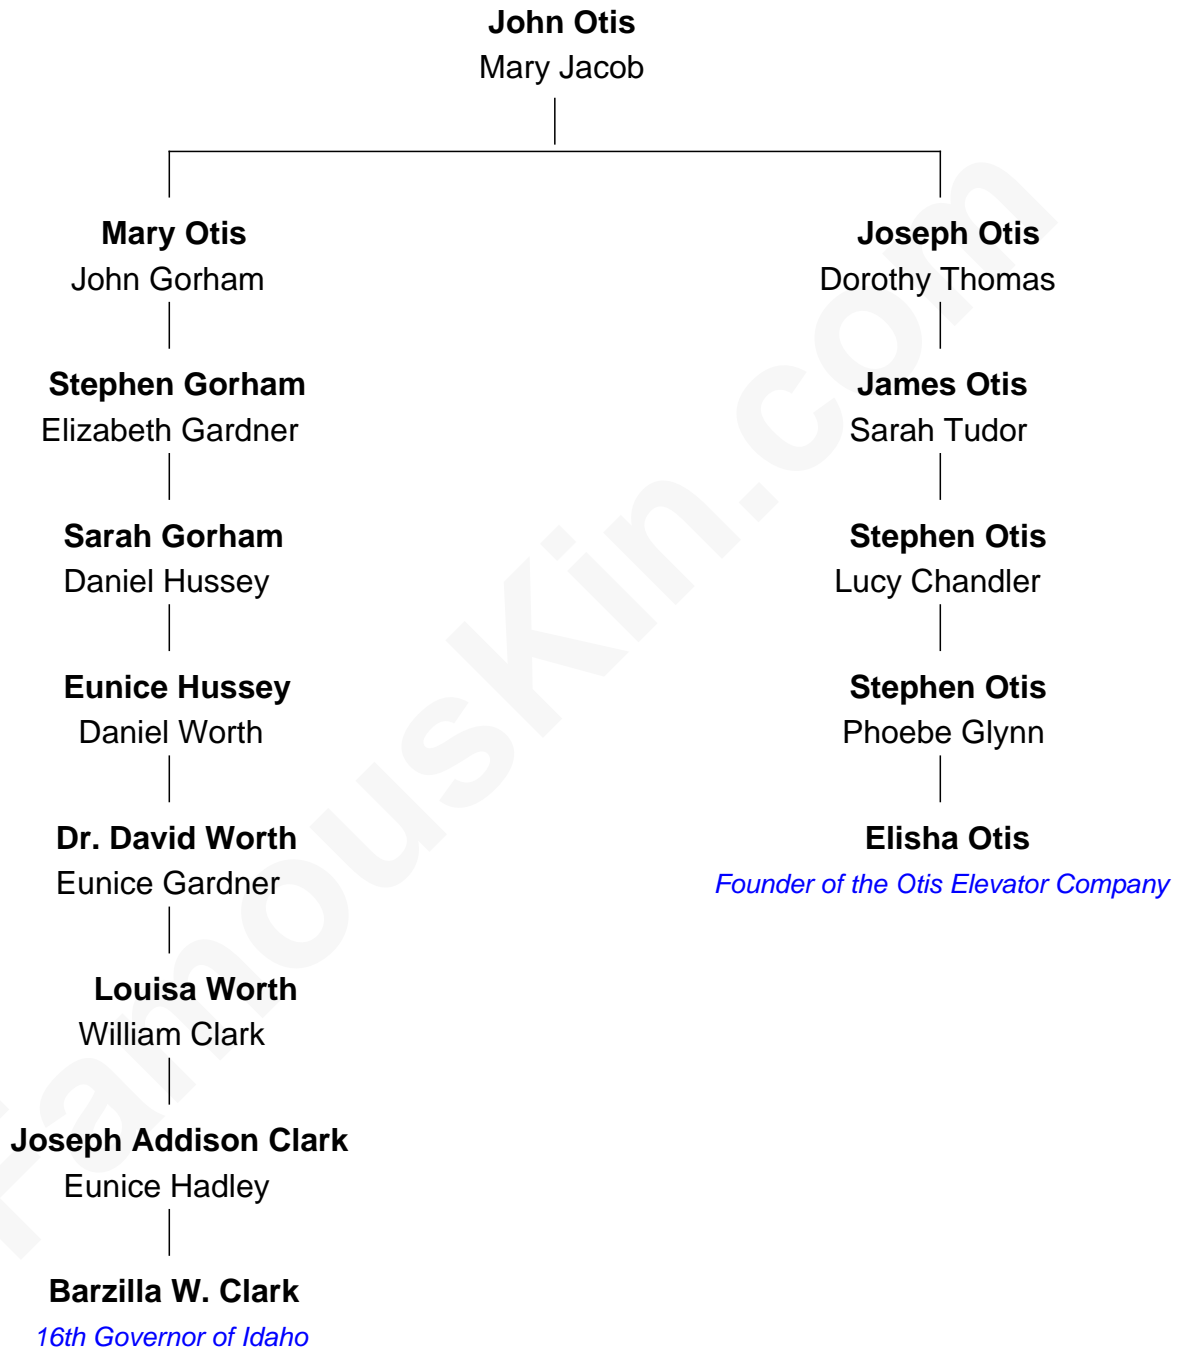 John Otis
Mary Jacob
Mary Otis
John Gorham
Joseph Otis
Dorothy Thomas
Stephen Gorham
Elizabeth Gardner
James Otis
Sarah Tudor
Sarah Gorham
Daniel Hussey
Stephen Otis
Lucy Chandler
Eunice Hussey
Daniel Worth
Stephen Otis
Phoebe Glynn
Dr. David Worth
Eunice Gardner
Elisha Otis
Founder of the Otis Elevator Company
Louisa Worth
William Clark
Joseph Addison Clark
Eunice Hadley
Barzilla W. Clark
16th Governor of Idaho
FamousKin.com